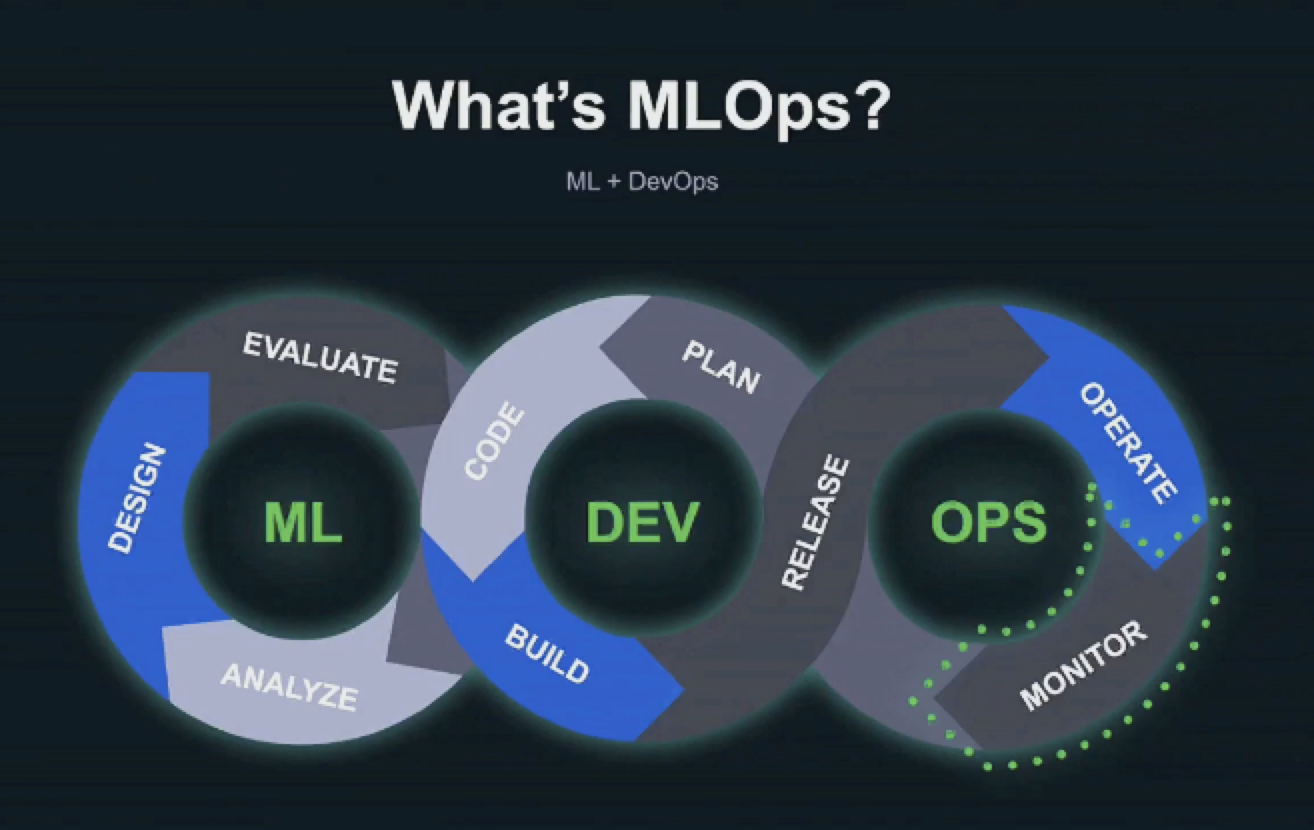 What's MLOps?
ML + DevOps
EVALUATE
DESIGN
ML
ANALYZE
CODE
PLAN
DEV
BUILD
RELEASE
OPERATE
OPS
MONITOR